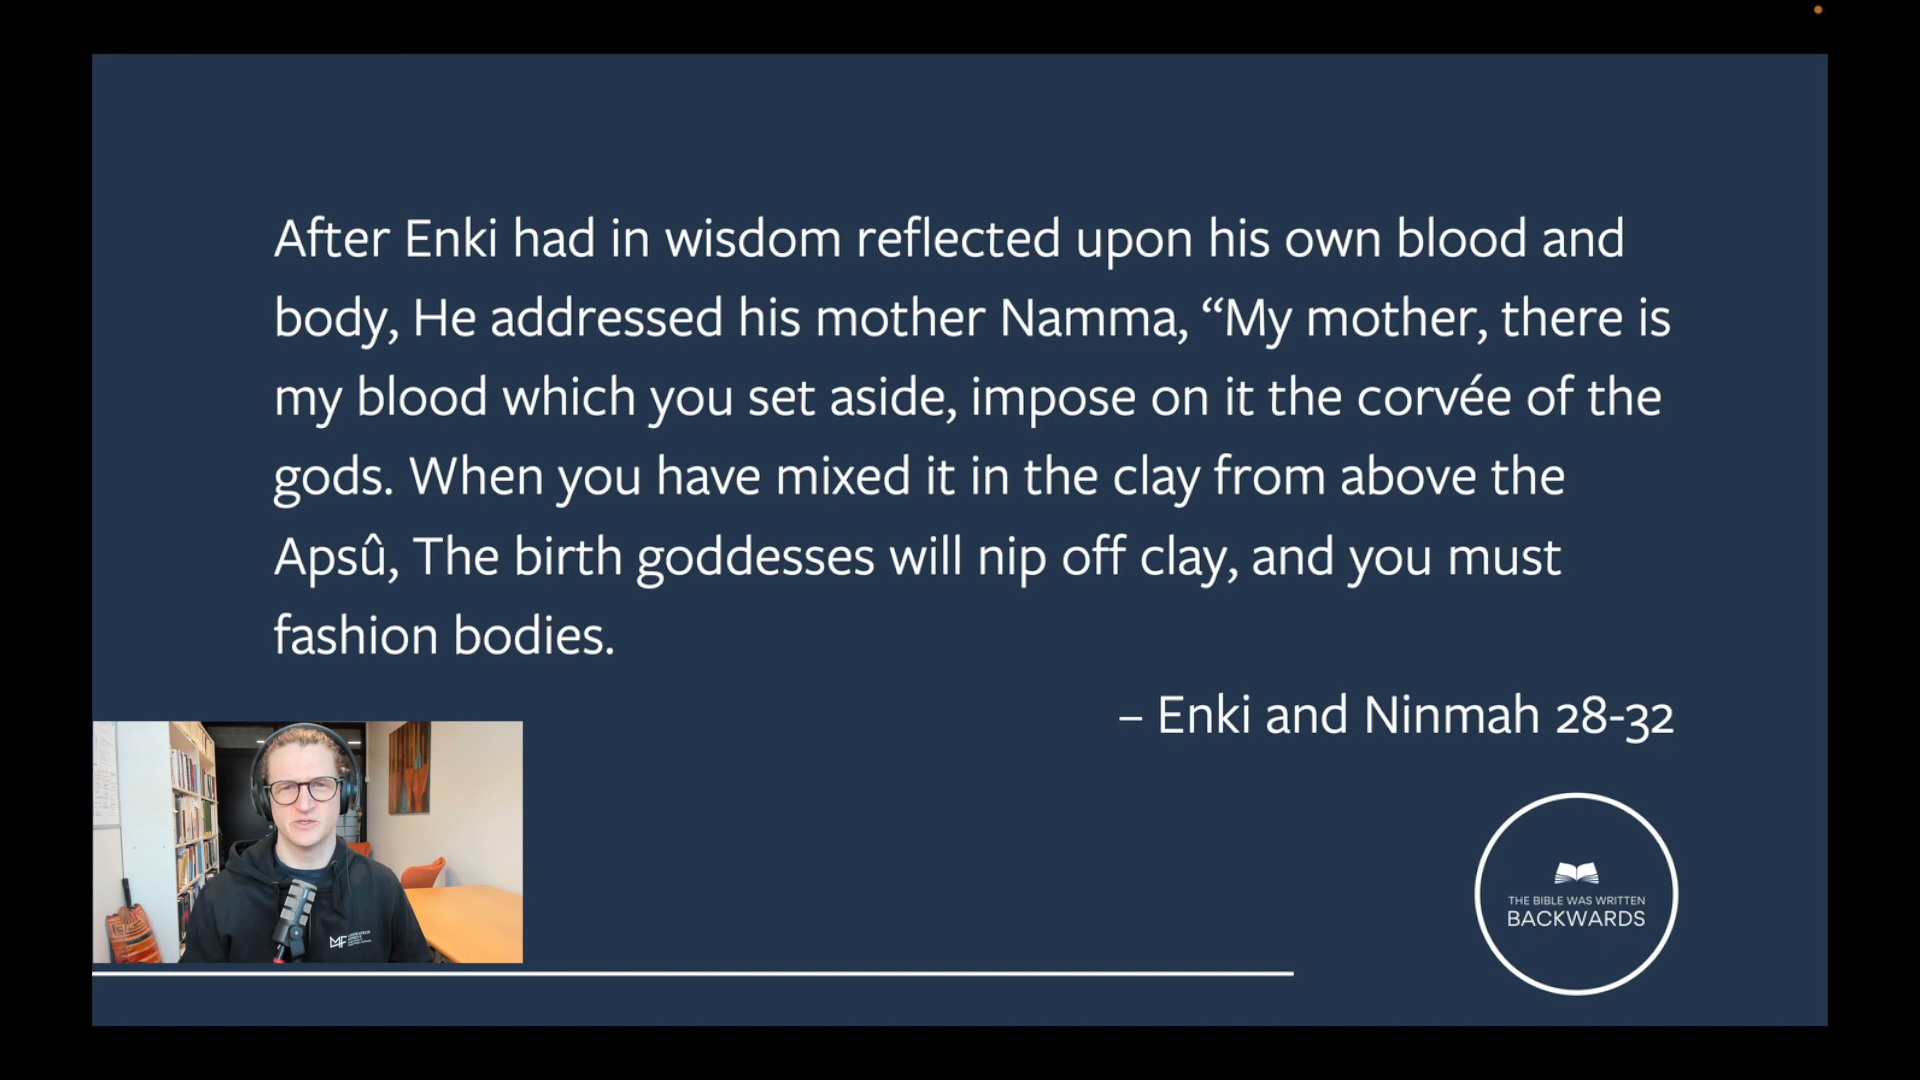 After Enki had in wisdom reflected upon his own blood and
body, He addressed his mother Namma, “My mother, there is
my blood which you set aside, impose on it the corvée of the
gods. When you have mixed it in the clay from above the
Apsû, The birth goddesses will nip off clay, and you must
fashion bodies.
– Enki and Ninmah 28-32
THE BIBLE WAS WRITTEN
BACKWARDS
MF